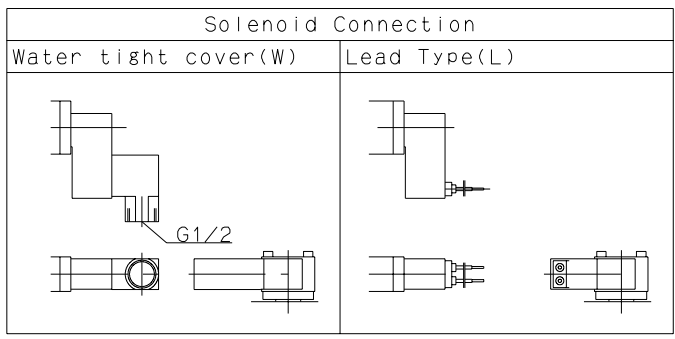 Solenoid Connection
Water tight cover(W)
Lead Type(L)
G1/2